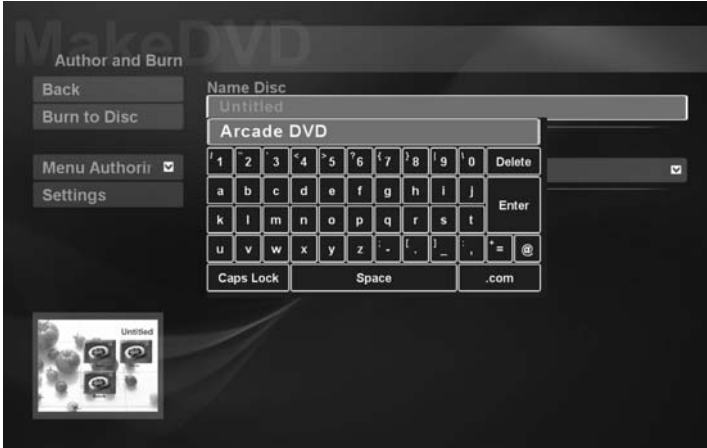 MakeDVD
Author and Burn
Back
Burn to Disc
Menu Authorin
Settings
Name Disc
Untitled
Arcade DVD
! 1 " 2 ' 3 < 4 > 5 ? 6 { 7 } 8 | 9 \ 0 Delete
a b c d e f g h i j
Enter
k l m n o p q r s t
u v w x y z ; - [ . ] _ : , * = @
Caps Lock Space .com
Untitled